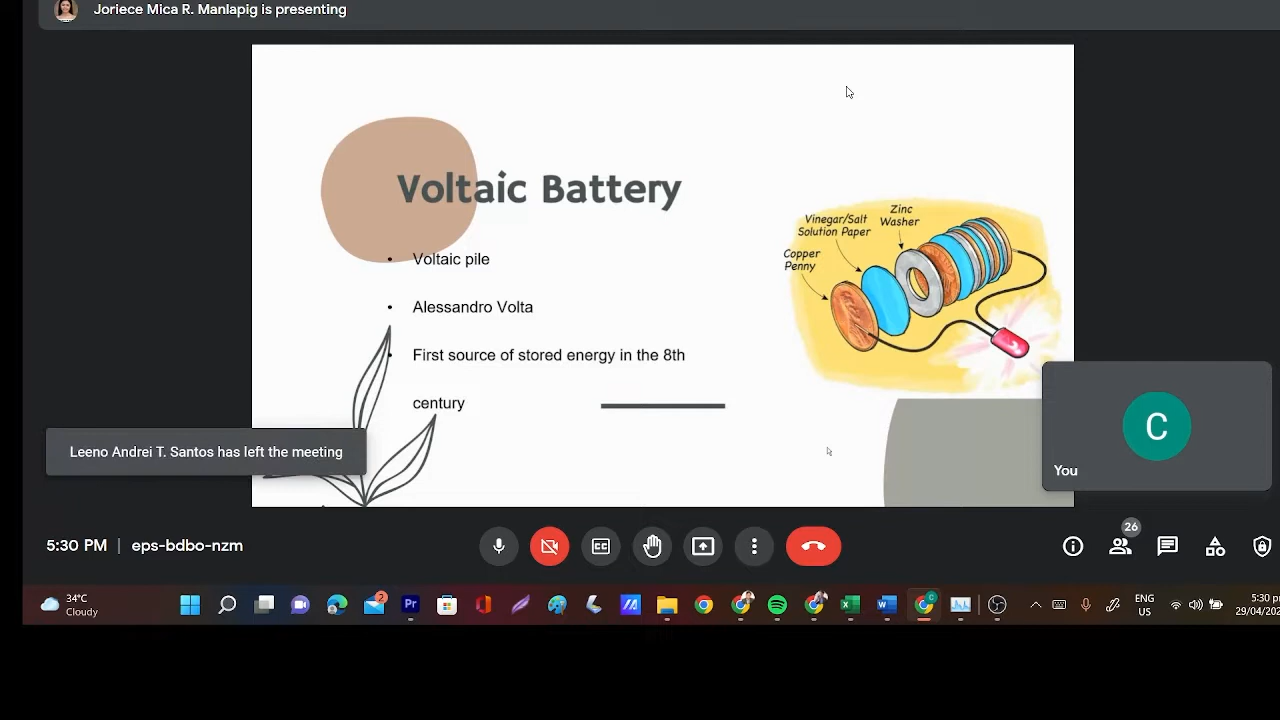 Joriece Mica R. Manlapig is presenting
Voltaic Battery
• Voltaic pile
• Alessandro Volta
• First source of stored energy in the 8th
century
Zinc
Washer
Vinegar/Salt
Solution Paper
Copper
Penny
Leeno Andrei T. Santos has left the meeting
C
You
5:30 PM | eps-bdbo-nzm
26
34°C
Cloudy
2
Pr
C
ENG
US
5:30 p
29/04/202